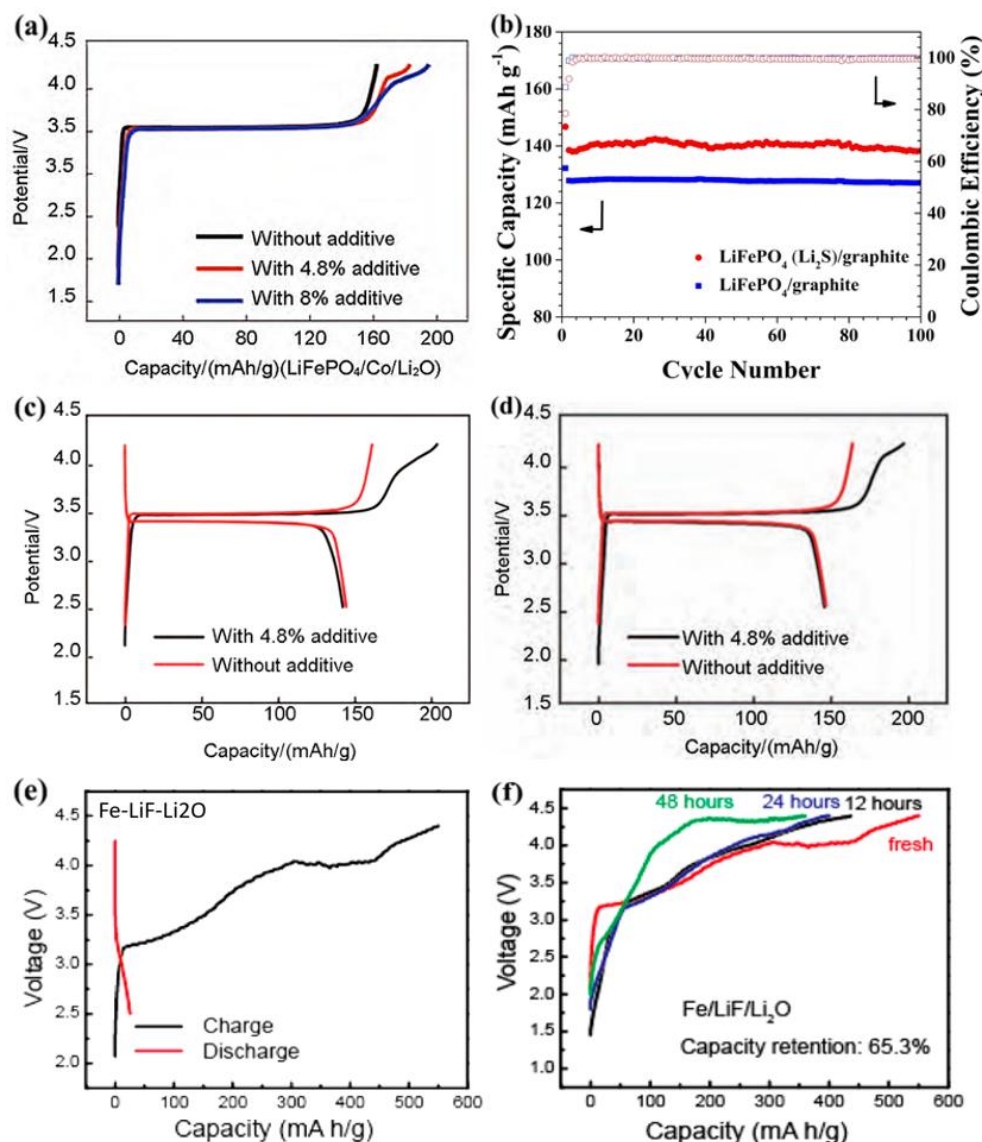 (a)
4.5
4.0
3.5
3.0
2.5
2.0
1.5
Potential/V
Without additive
With 4.8% additive
With 8% additive
0 40 80 120 160 200
Capacity/(mAh/g)(LiFePO₄/Co/Li₂O)
(b)
180
160
140
120
100
80
Specific Capacity (mAh g⁻¹)
100
80
60
40
20
0
Coulombic Efficiency (%)
LiFePO₄ (Li₂S)/graphite
LiFePO₄/graphite
0 20 40 60 80 100
Cycle Number
(c)
4.5
4.0
3.5
3.0
2.5
2.0
1.5
Potential/V
With 4.8% additive
Without additive
0 50 100 150 200
Capacity/(mAh/g)
(d)
4.5
4.0
3.5
3.0
2.5
2.0
1.5
Potential/V
With 4.8% additive
Without additive
0 50 100 150 200
Capacity/(mAh/g)
(e)
Fe-LiF-Li2O
4.5
4.0
3.5
3.0
2.5
2.0
Voltage (V)
Charge
Discharge
0 100 200 300 400 500 600
Capacity (mA h/g)
(f)
48 hours 24 hours 12 hours
fresh
4.5
4.0
3.5
3.0
2.5
2.0
1.5
1.0
Voltage (V)
Fe/LiF/Li₂O
Capacity retention: 65.3%
0 100 200 300 400 500 600
Capacity (mA h/g)